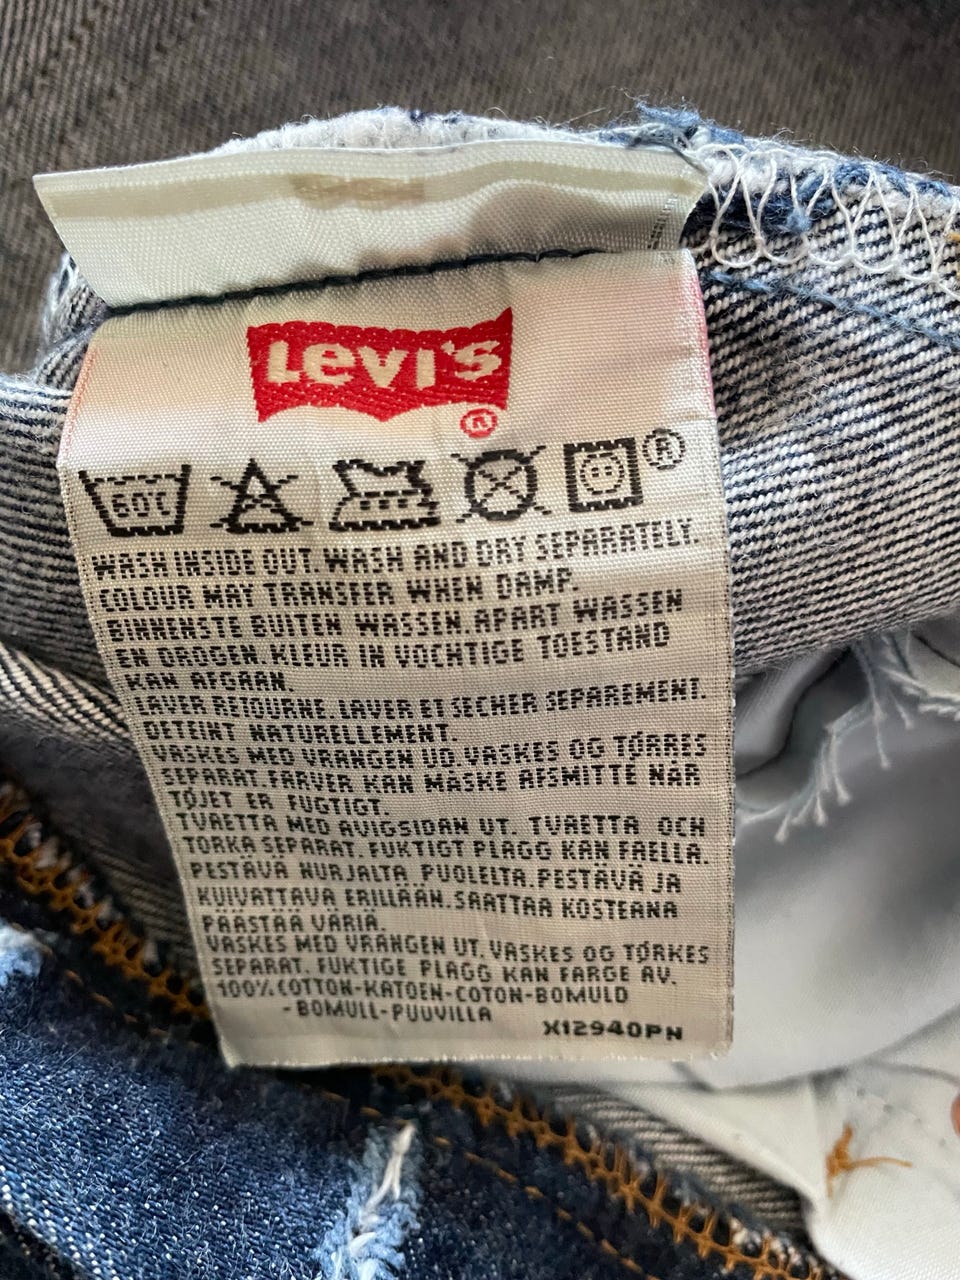 Levi's
®
60°C
®
WASH INSIDE OUT. WASH AND DRY SEPARATELY.
COLOUR MAY TRANSFER WHEN DAMP.
BINNENSTE BUITEN WASSEN. APART WASSEN
EN DROGEN. KLEUR IN VOCHTIGE TOESTAND
KAN AFGAAN.
LAVER RETOURNE. LAVER ET SECHER SEPAREMENT.
DETEINT NATURELLEMENT.
VASKES MED VRANGEN UD. VASKES OG TØRRES
SEPARAT. FARVER KAN MÅSKE AFSMITTE NÅR
TØJET ER FUGTIGT.
TVAETTA MED AVIGSIDAN UT. TVAETTA OCH
TORKA SEPARAT. FUKTIGT PLAGG KAN FAELLA.
PESTÄVÄ NURJALTA PUOLELTA. PESTÄVÄ JA
KUIVATTAVA ERILLÄÄN. SAATTAA KOSTEANA
PÄÄSTÄÄ VÄRIÄ.
VASKES MED VRANGEN UT. VASKES OG TØRKES
SEPARAT. FUKTIGE PLAGG KAN FARGE AV.
100% COTTON-KATOEN-COTON-BOMULD
-BOMULL-PUUVILLA
X12940PN